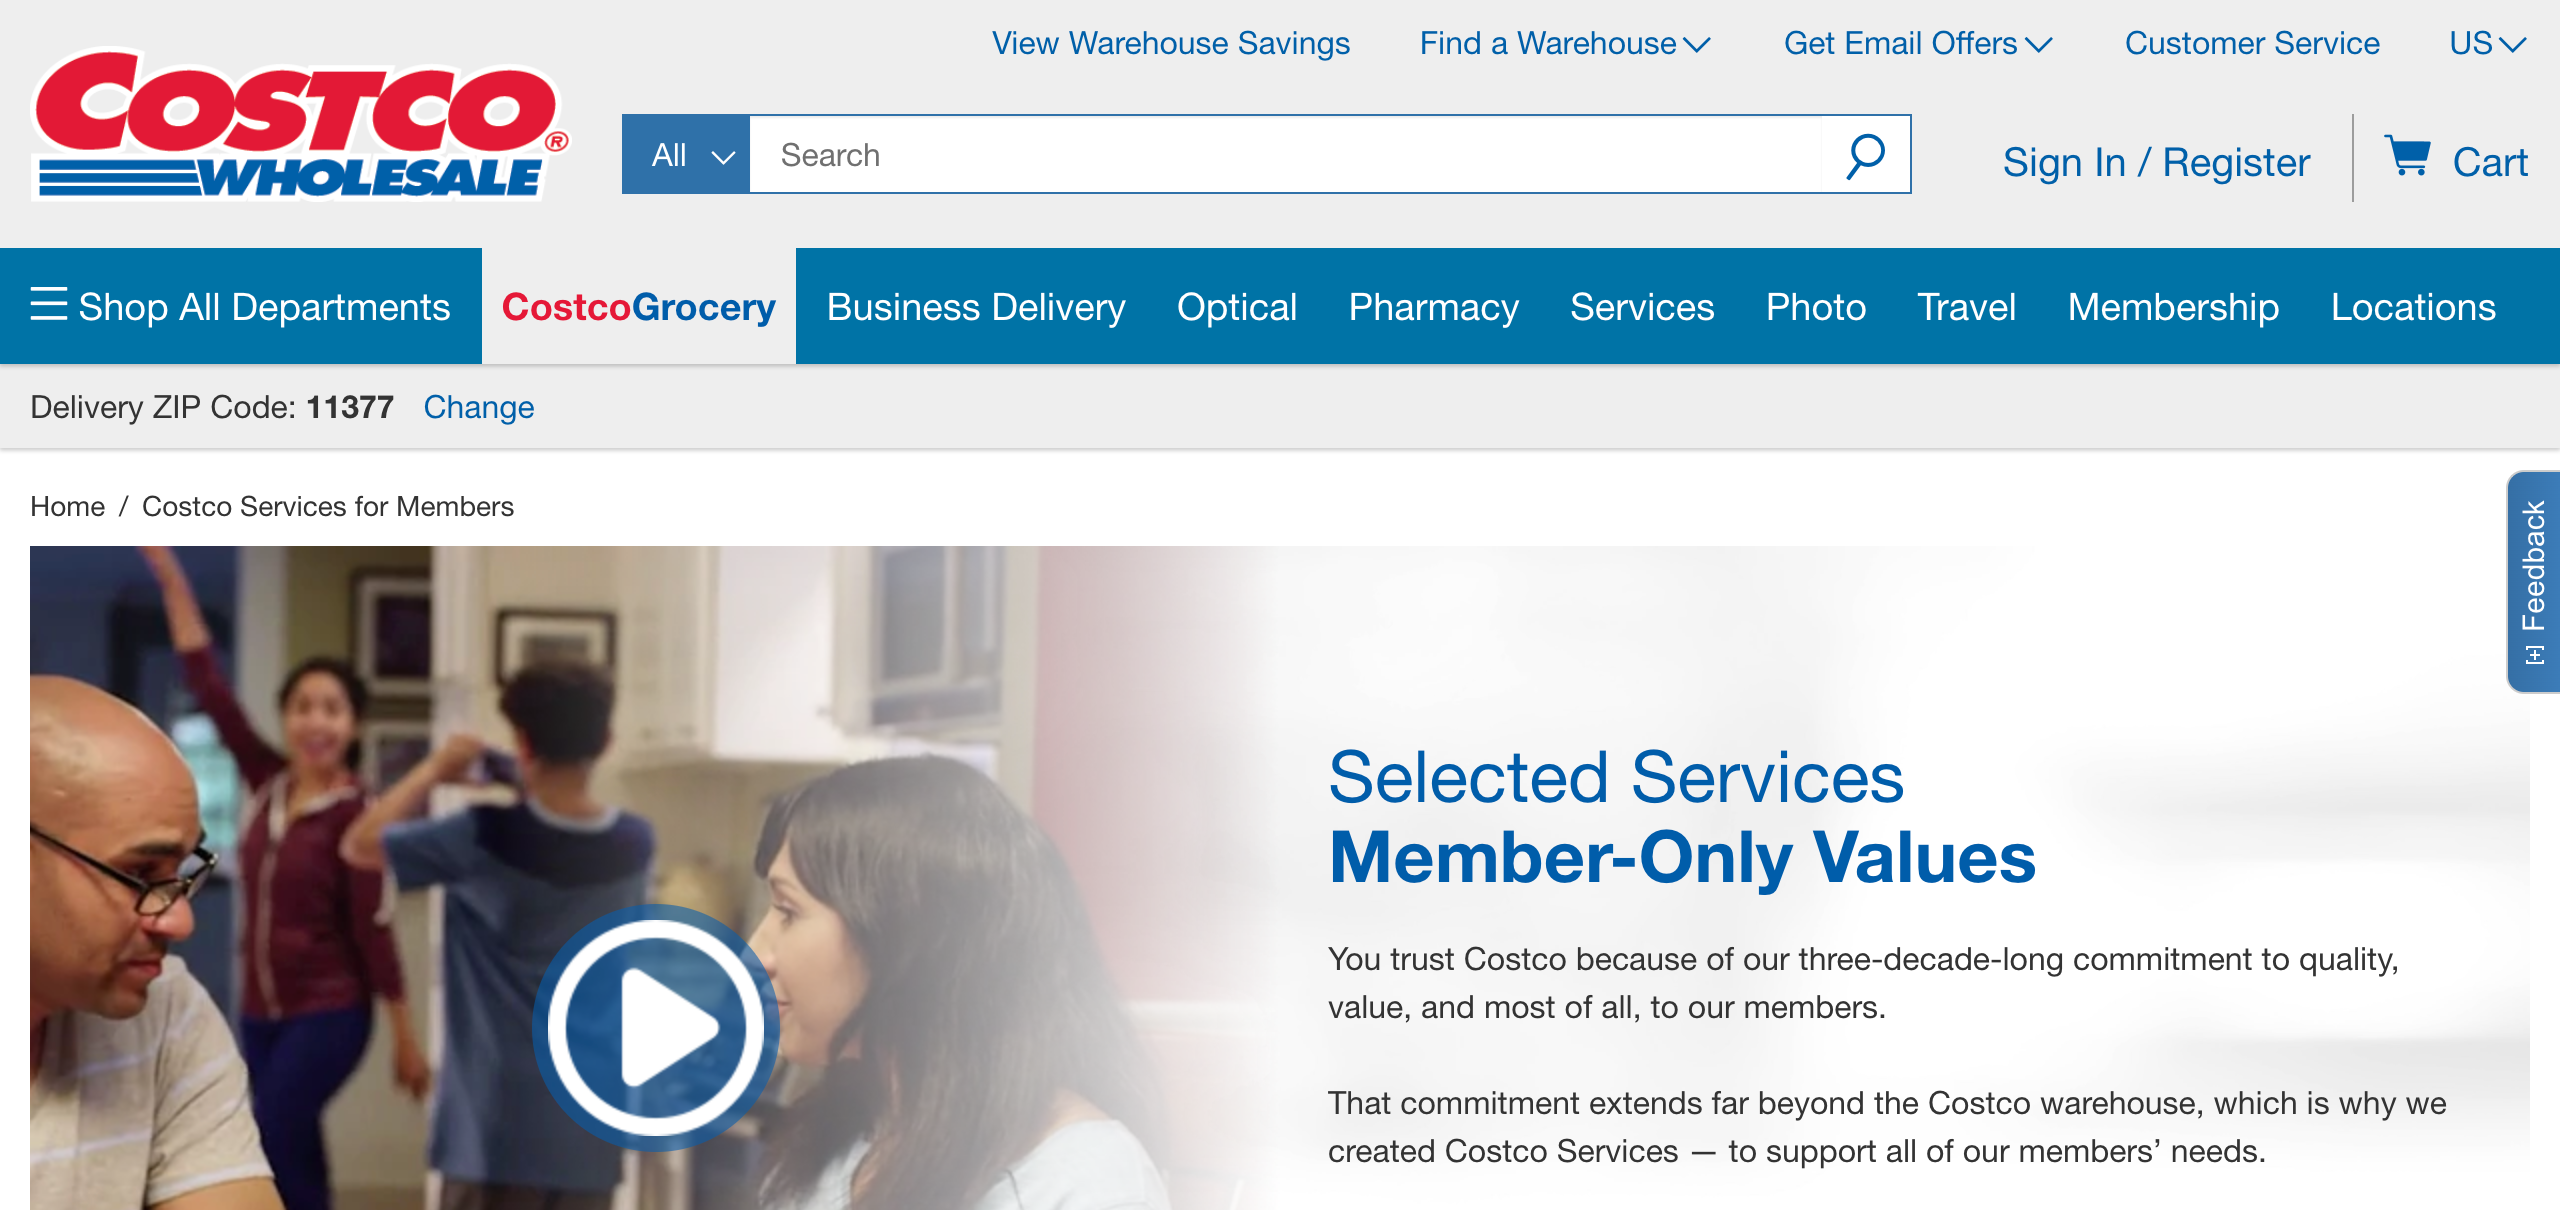 View Warehouse Savings Find a Warehouse Get Email Offers Customer Service US
COSTCO®
WHOLESALE
All Search Sign In / Register Cart
Shop All Departments CostcoGrocery Business Delivery Optical Pharmacy Services Photo Travel Membership Locations
Delivery ZIP Code: 11377 Change
Home / Costco Services for Members
[+] Feedback
Selected Services
Member-Only Values
You trust Costco because of our three-decade-long commitment to quality,
value, and most of all, to our members.
That commitment extends far beyond the Costco warehouse, which is why we
created Costco Services — to support all of our members’ needs.